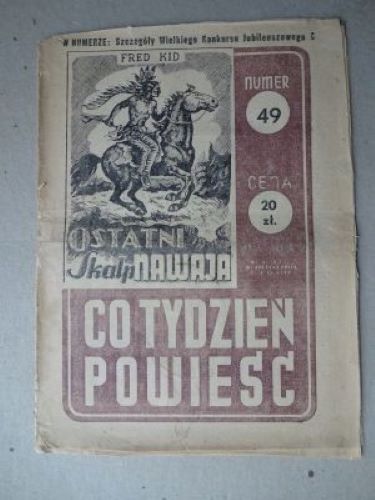 W NUMERZE: Szczegóły Wielkiego Konkursu Jubileuszowego
FRED KID
NUMER
49
CENA
20
zł.
OSTATNI
Skalp NAWAJA
CO TYDZIEŃ
POWIEŚĆ